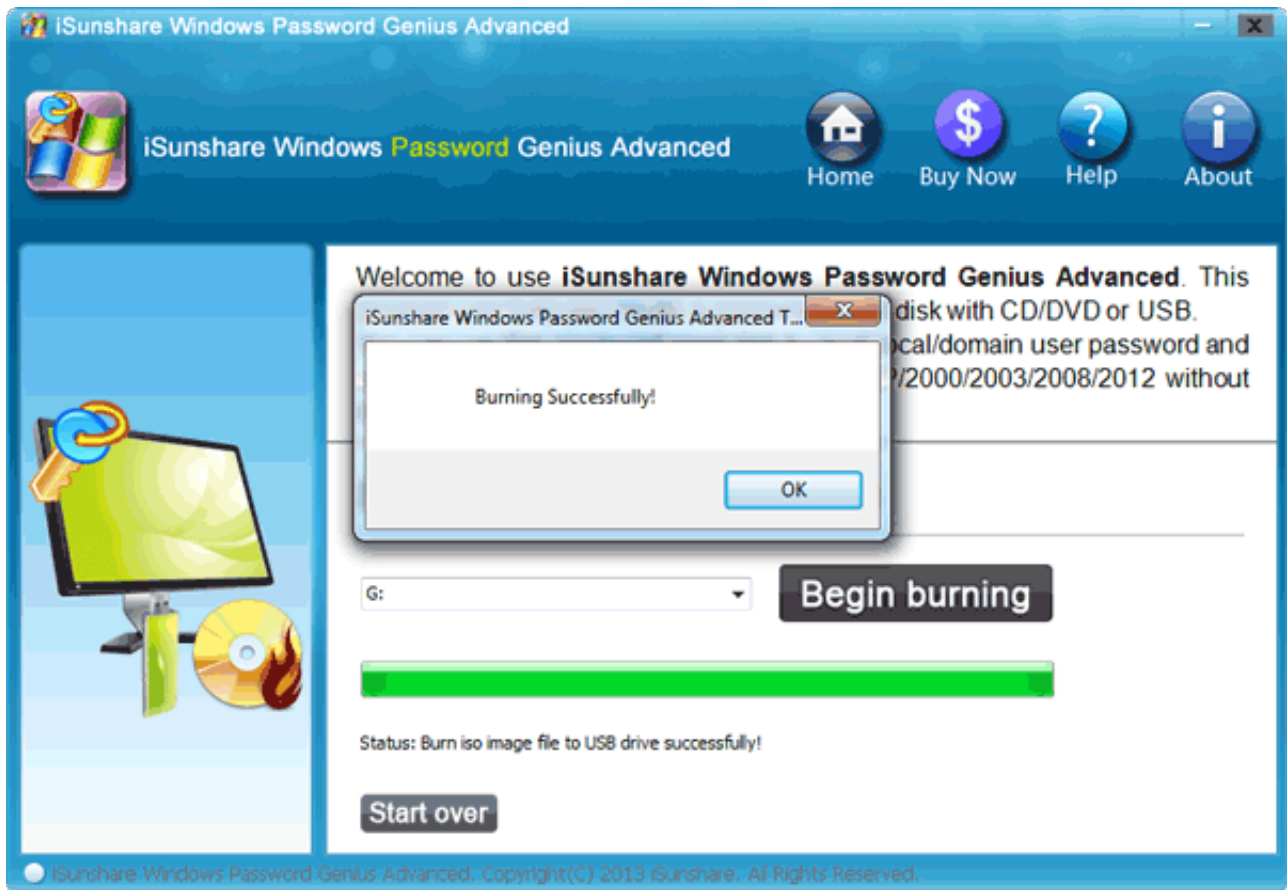 iSunshare Windows Password Genius Advanced
iSunshare Windows Password Genius Advanced
Home
Buy Now
Help
About
Welcome to use iSunshare Windows Password Genius Advanced. This
disk with CD/DVD or USB.
local/domain user password and
/2000/2003/2008/2012 without
iSunshare Windows Password Genius Advanced T...
Burning Successfully!
OK
G:
Begin burning
Status: Burn iso image file to USB drive successfully!
Start over
iSunshare Windows Password Genius Advanced. Copyright(C) 2013 iSunshare. All Rights Reserved.